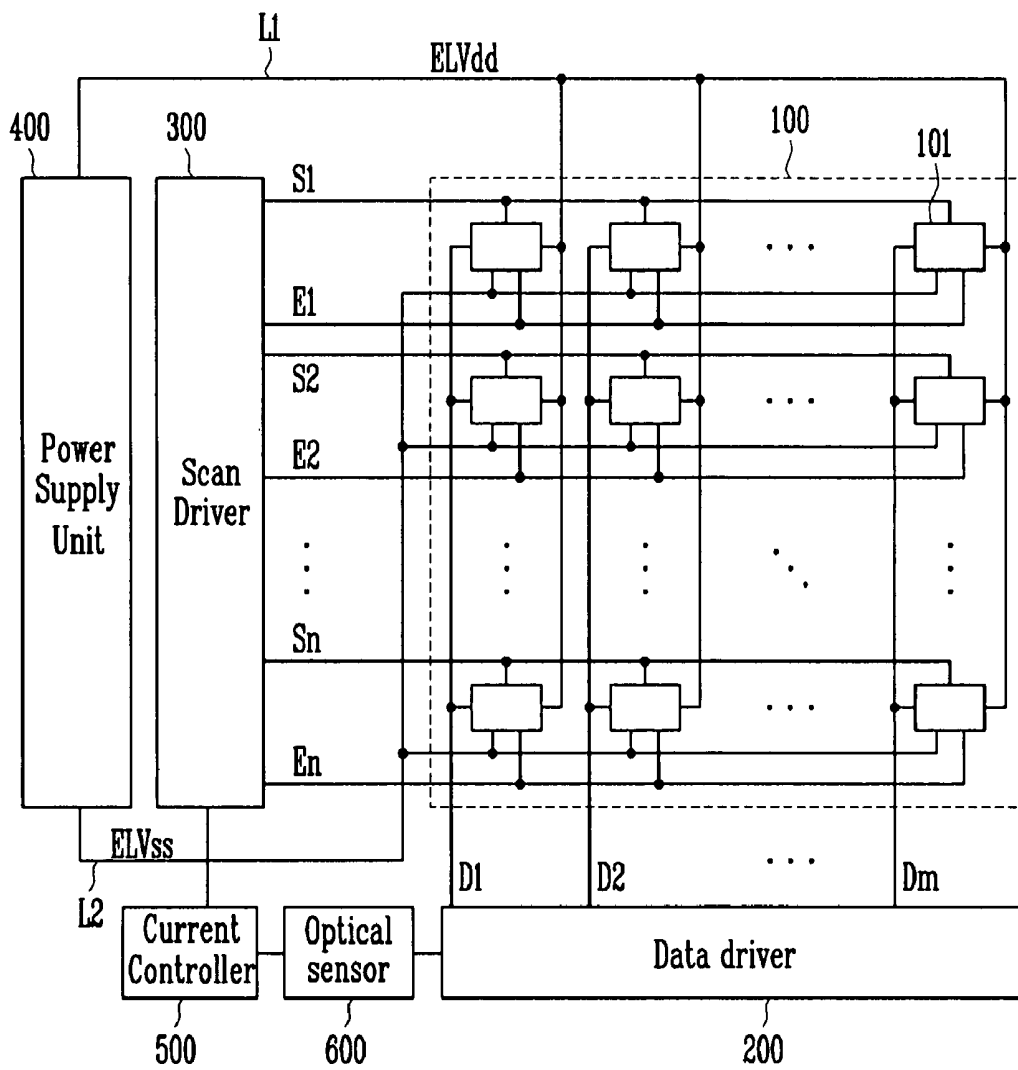 L1
ELVdd
400
300
100
101
S1
E1
S2
E2
Power
Supply
Unit
Scan
Driver
Sn
En
ELVss
L2
D1
D2
Dm
Current
Controller
Optical
sensor
Data driver
500
600
200